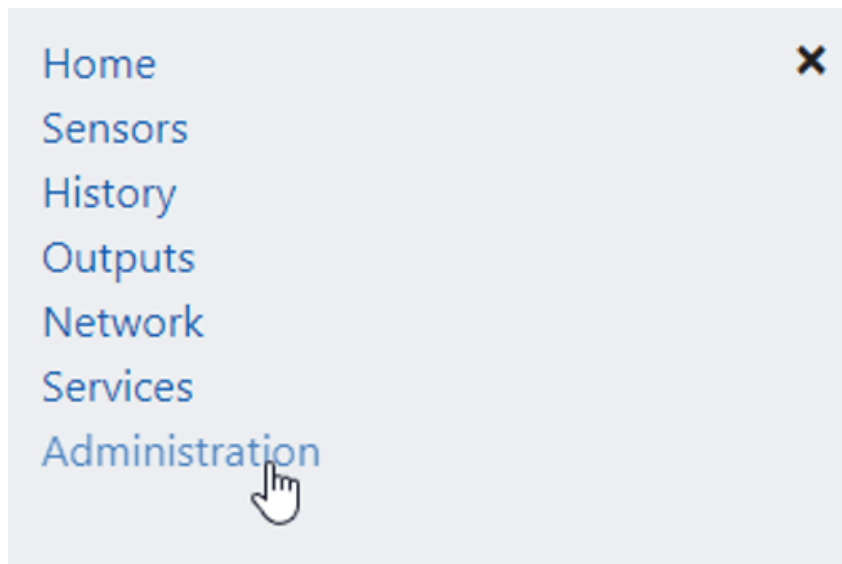 Home
Sensors
History
Outputs
Network
Services
Administration